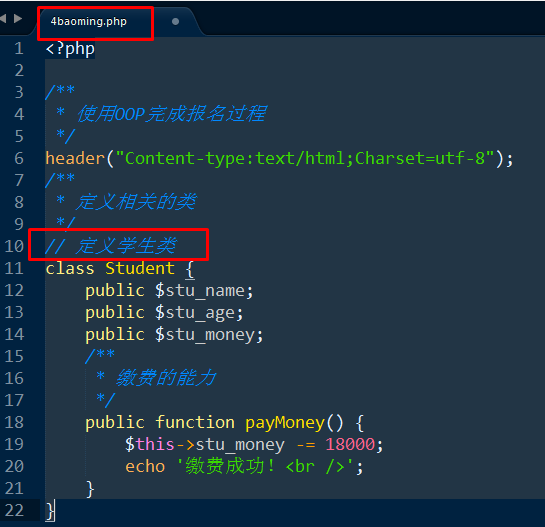 4baoming.php
1 <?php
2
3 /**
4  * 使用OOP完成报名过程
5  */
6 header("Content-type:text/html;Charset=utf-8");
7 /**
8  * 定义相关的类
9  */
10 // 定义学生类
11 class Student {
12     public $stu_name;
13     public $stu_age;
14     public $stu_money;
15     /**
16      * 缴费的能力
17      */
18     public function payMoney() {
19         $this->stu_money -= 18000;
20         echo '缴费成功！<br />';
21     }
22 }